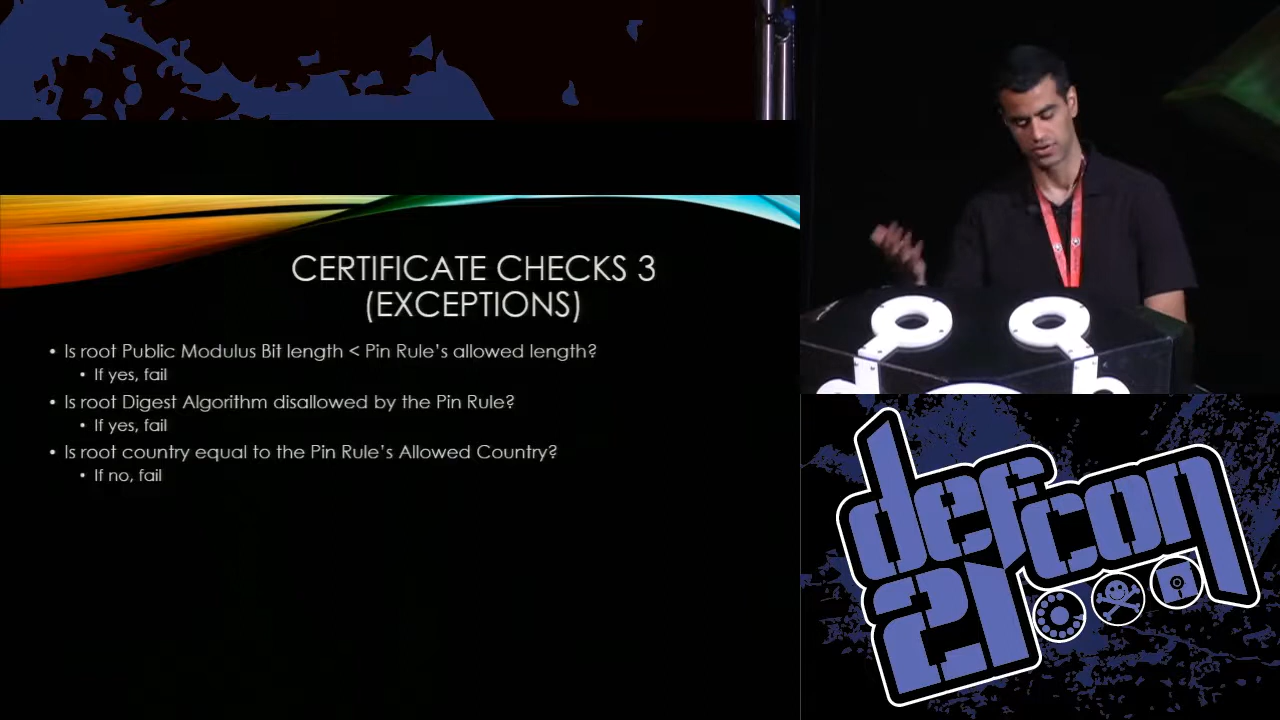 CERTIFICATE CHECKS 3
(EXCEPTIONS)
• Is root Public Modulus Bit length < Pin Rule's allowed length?
• If yes, fail
• Is root Digest Algorithm disallowed by the Pin Rule?
• If yes, fail
• Is root country equal to the Pin Rule's Allowed Country?
• If no, fail
defcon
21